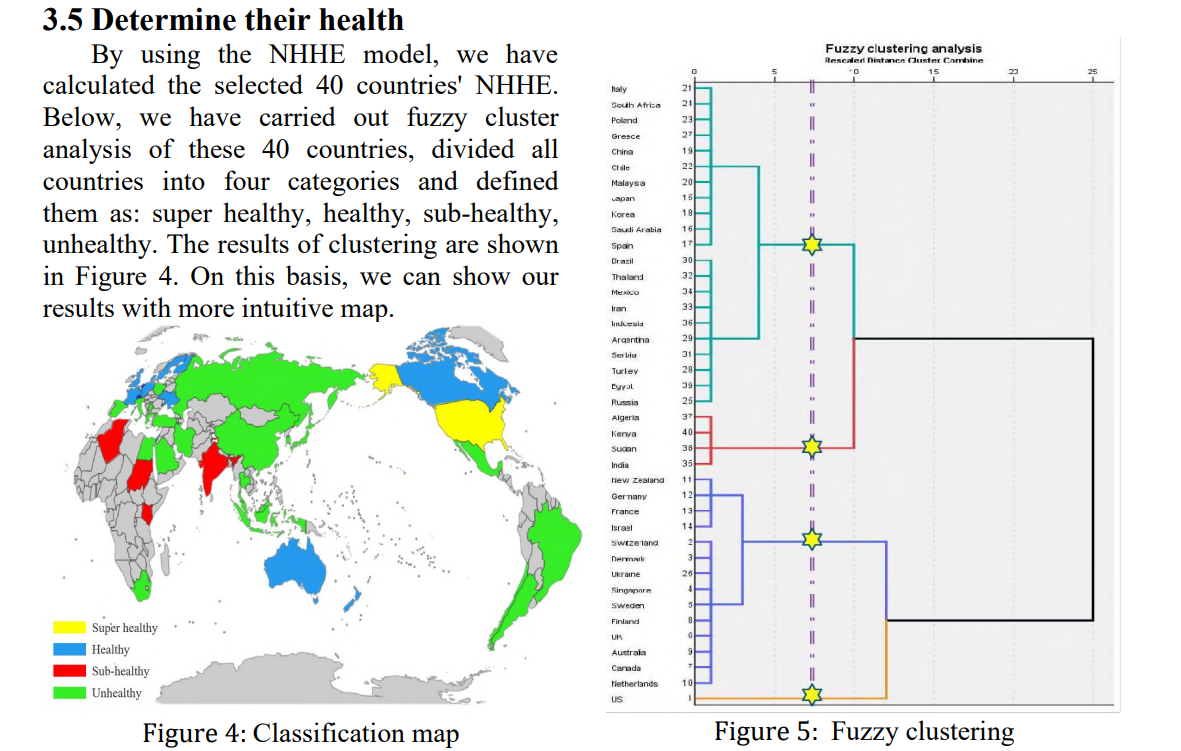 3.5 Determine their health
By using the NHHE model, we have
calculated the selected 40 countries' NHHE.
Below, we have carried out fuzzy cluster
analysis of these 40 countries, divided all
countries into four categories and defined
them as: super healthy, healthy, sub-healthy,
unhealthy. The results of clustering are shown
in Figure 4. On this basis, we can show our
results with more intuitive map.
Super healthy
Healthy
Sub-healthy
Unhealthy
Figure 4: Classification map
Fuzzy clustering analysis
Rescaled Distance Cluster Combine
0 5 10 15 20 25
Italy 21
South Africa 24
Poland 23
Greece 27
China 19
Chile 22
Malaysia 20
Japan 15
Korea 18
Saudi Arabia 16
Spain 17
Brazil 30
Thailand 32
Mexico 34
Iran 33
Indoesia 36
Argentina 29
Serbia 31
Turkey 28
Egypt 39
Russia 25
Algeria 37
Kenya 40
Sudan 38
India 35
New Zealand 11
Germany 12
France 13
Israel 14
Switzerland 2
Denmark 3
Ukraine 26
Singapore 4
Sweden 5
Finland 8
UK 6
Australia 9
Canada 7
Netherlands 10
US 1
Figure 5: Fuzzy clustering